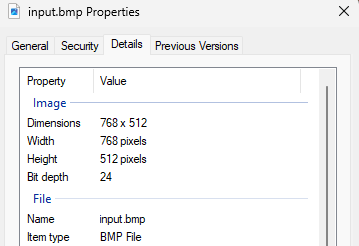 input.bmp Properties
General Security Details Previous Versions
Property Value
Image
Dimensions 768 x 512
Width 768 pixels
Height 512 pixels
Bit depth 24
File
Name input.bmp
Item type BMP File